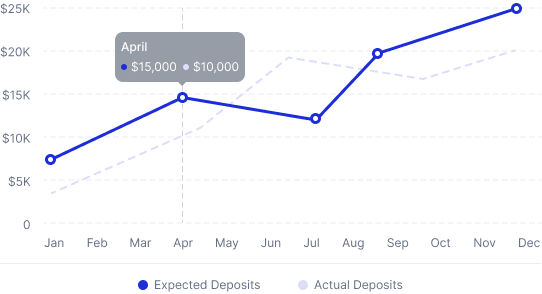 $25K
April
$15,000 $10,000
$20K
$15K
$10K
$5K
0
Jan Feb Mar Apr May Jun Jul Aug Sep Oct Nov Dec
Expected Deposits Actual Deposits